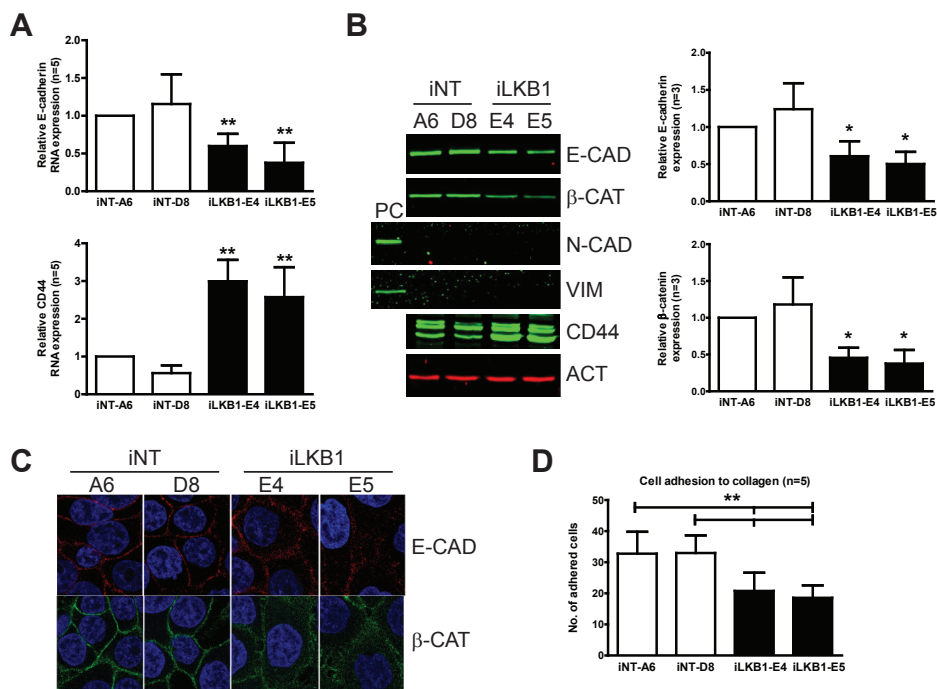 A
Relative E-cadherin
RNA expression (n=5)
2.0
1.5
1.0
0.5
0.0
iNT-A6 iNT-D8 iLKB1-E4 iLKB1-E5
** **
Relative CD44
RNA expression (n=5)
4
3
2
1
0
iNT-A6 iNT-D8 iLKB1-E4 iLKB1-E5
** **
B
iNT iLKB1
A6 D8 E4 E5
E-CAD
β-CAT
PC
N-CAD
VIM
CD44
ACT
Relative E-cadherin
expression (n=3)
2.0
1.5
1.0
0.5
0.0
iNT-A6 iNT-D8 iLKB1-E4 iLKB1-E5
* *
Relative β-catenin
expression (n=3)
2.0
1.5
1.0
0.5
0.0
iNT-A6 iNT-D8 iLKB1-E4 iLKB1-E5
* *
C
iNT iLKB1
A6 D8 E4 E5
E-CAD
β-CAT
D
Cell adhesion to collagen (n=5)
**
No. of adhered cells
50
40
30
20
10
0
iNT-A6 iNT-D8 iLKB1-E4 iLKB1-E5